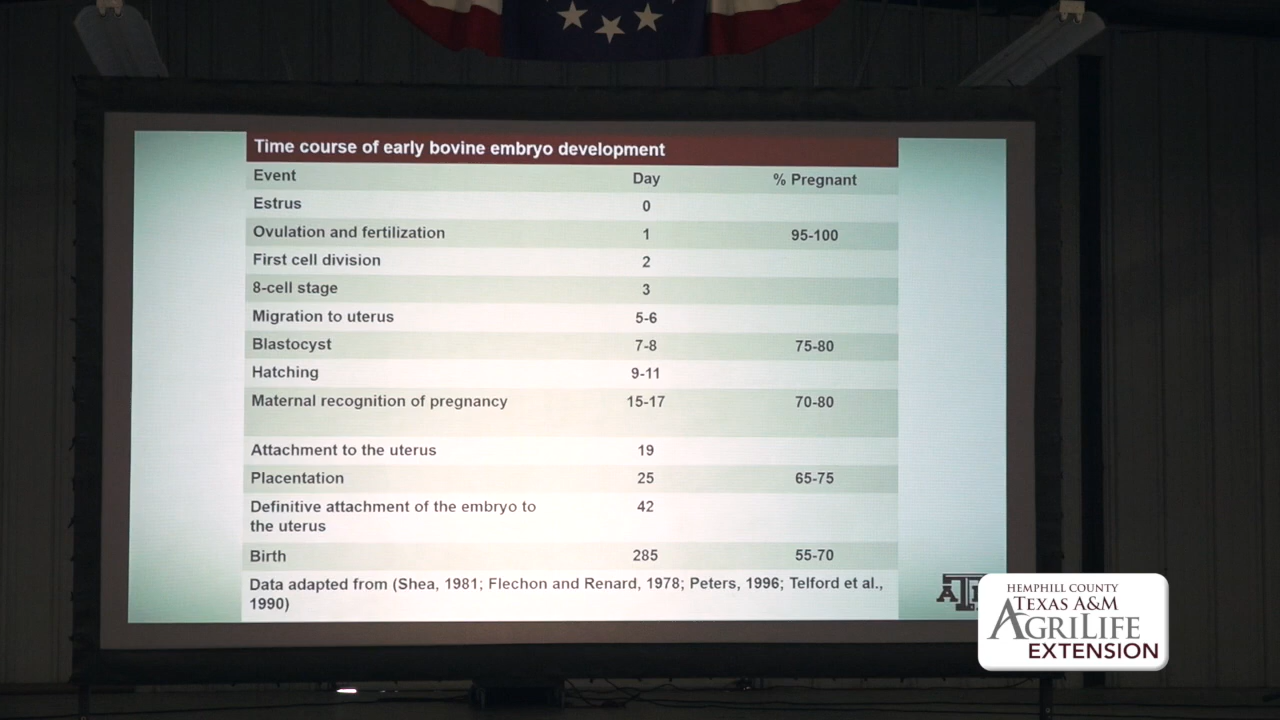 Time course of early bovine embryo development
Event Day % Pregnant
Estrus 0
Ovulation and fertilization 1 95-100
First cell division 2
8-cell stage 3
Migration to uterus 5-6
Blastocyst 7-8 75-80
Hatching 9-11
Maternal recognition of pregnancy 15-17 70-80
Attachment to the uterus 19
Placentation 25 65-75
Definitive attachment of the embryo to 42
the uterus
Birth 285 55-70
Data adapted from (Shea, 1981; Flechon and Renard, 1978; Peters, 1996; Telford et al.,
1990)
HEMPHILL COUNTY
TEXAS A&M
AGRILIFE
EXTENSION